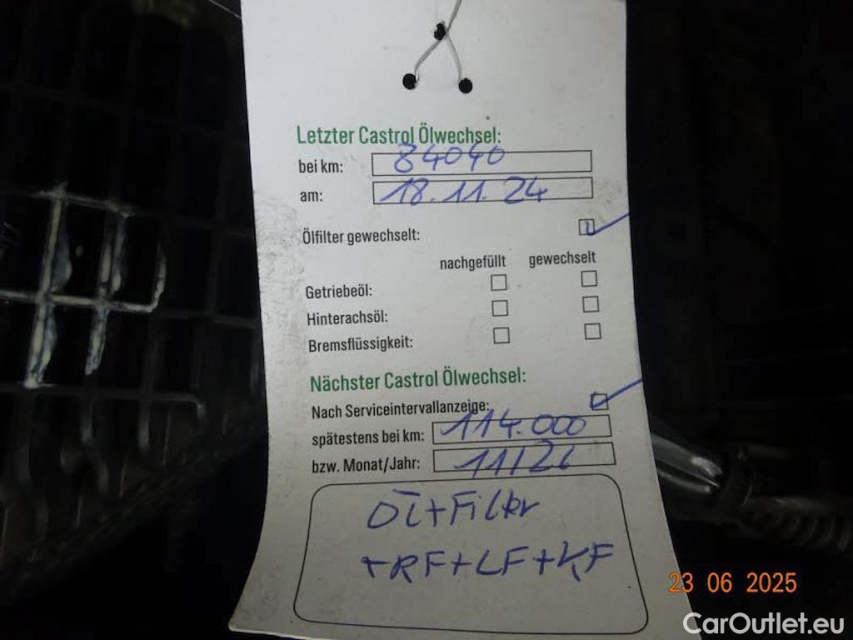 Letzter Castrol Ölwechsel:
bei km: 84040
am: 18.11.24
Ölfilter gewechselt:
nachgefüllt gewechselt
Getriebeöl:
Hinterachsöl:
Bremsflüssigkeit:
Nächster Castrol Ölwechsel:
Nach Serviceintervallanzeige:
spätestens bei km: 114.000
bzw. Monat/Jahr: 11/26
Öl+Filter
+RF+LF+KF
23 06 2025
CarOutlet.eu